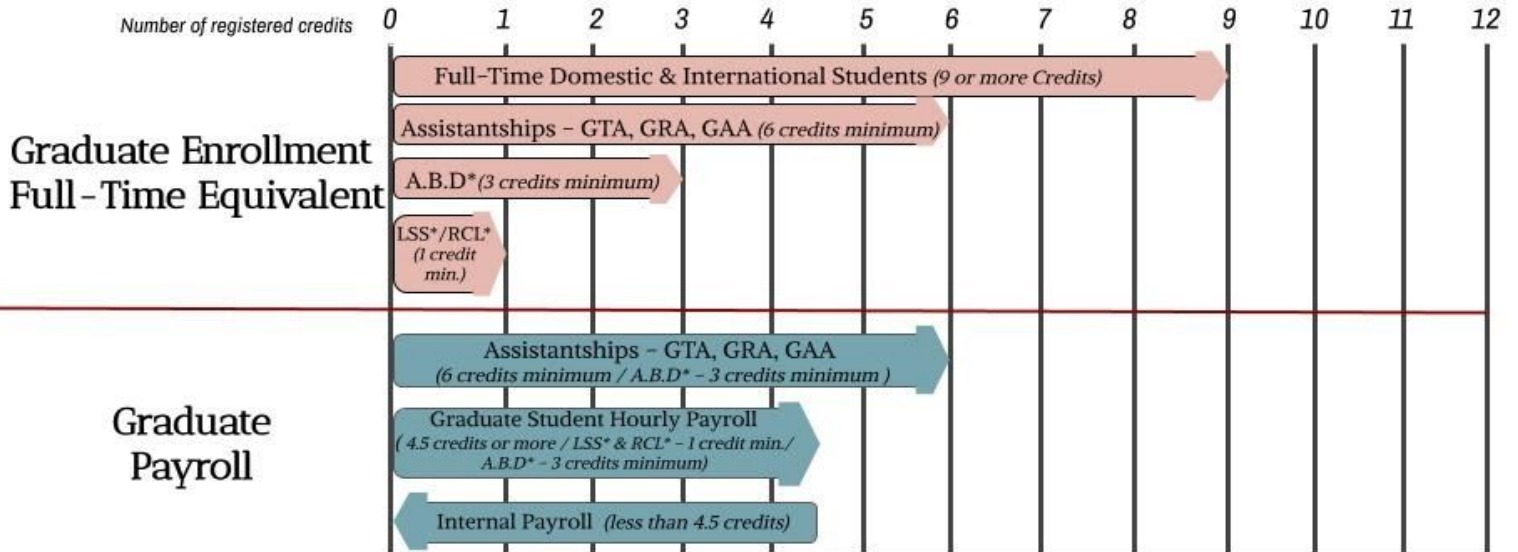 Number of registered credits 0 1 2 3 4 5 6 7 8 9 10 11 12
Full-Time Domestic & International Students (9 or more Credits)
Assistantships - GTA, GRA, GAA (6 credits minimum)
Graduate Enrollment
Full-Time Equivalent
A.B.D*(3 credits minimum)
LSS*/RCL*
(1 credit
min.)
Assistantships - GTA, GRA, GAA
(6 credits minimum / A.B.D* - 3 credits minimum )
Graduate
Payroll
Graduate Student Hourly Payroll
( 4.5 credits or more / LSS* & RCL* - 1 credit min./
A.B.D* - 3 credits minimum)
Internal Payroll (less than 4.5 credits)